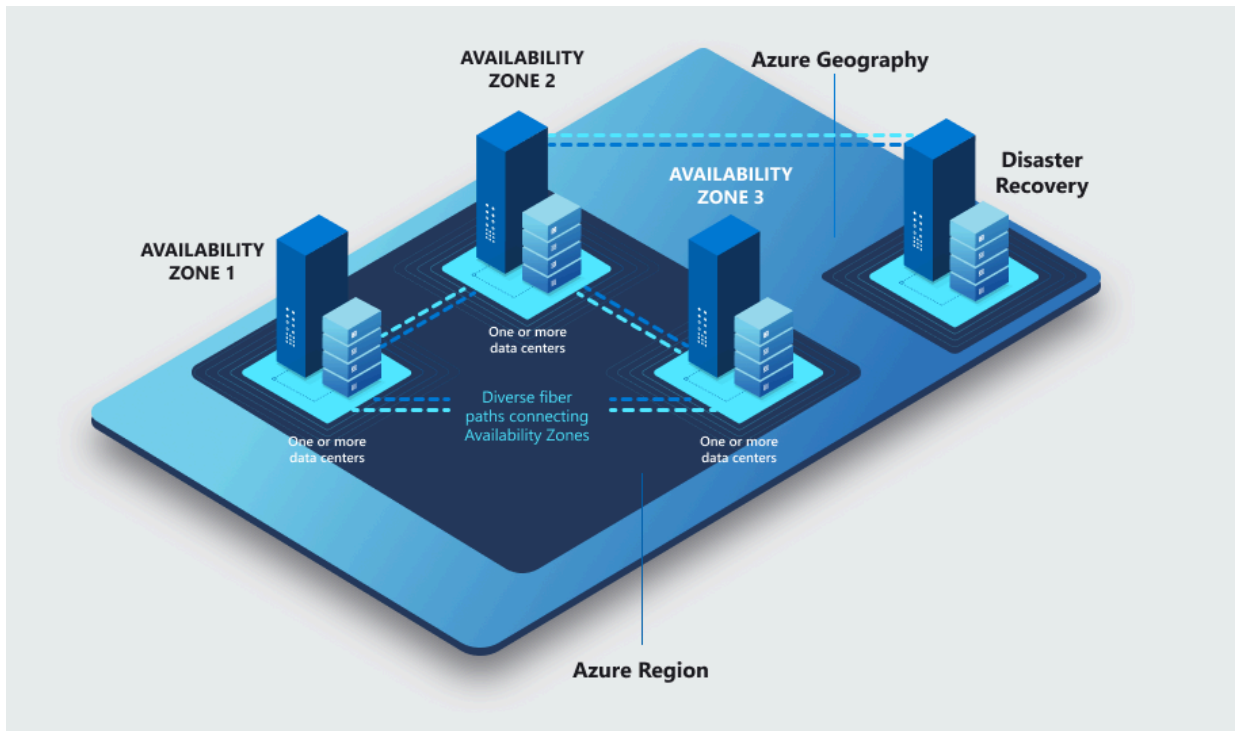 AVAILABILITY
ZONE 2
Azure Geography
Disaster
Recovery
AVAILABILITY
ZONE 3
AVAILABILITY
ZONE 1
One or more
data centers
Diverse fiber
paths connecting
Availability Zones
One or more
data centers
One or more
data centers
Azure Region